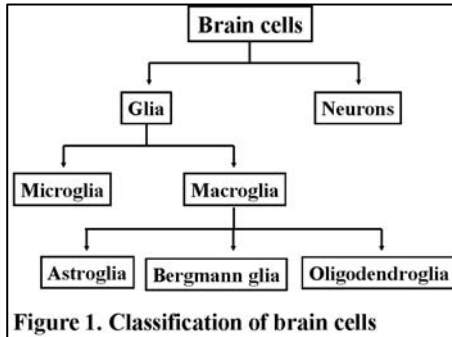 Brain cells
Glia
Neurons
Microglia
Macroglia
Astroglia
Bergmann glia
Oligodendroglia
Figure 1. Classification of brain cells